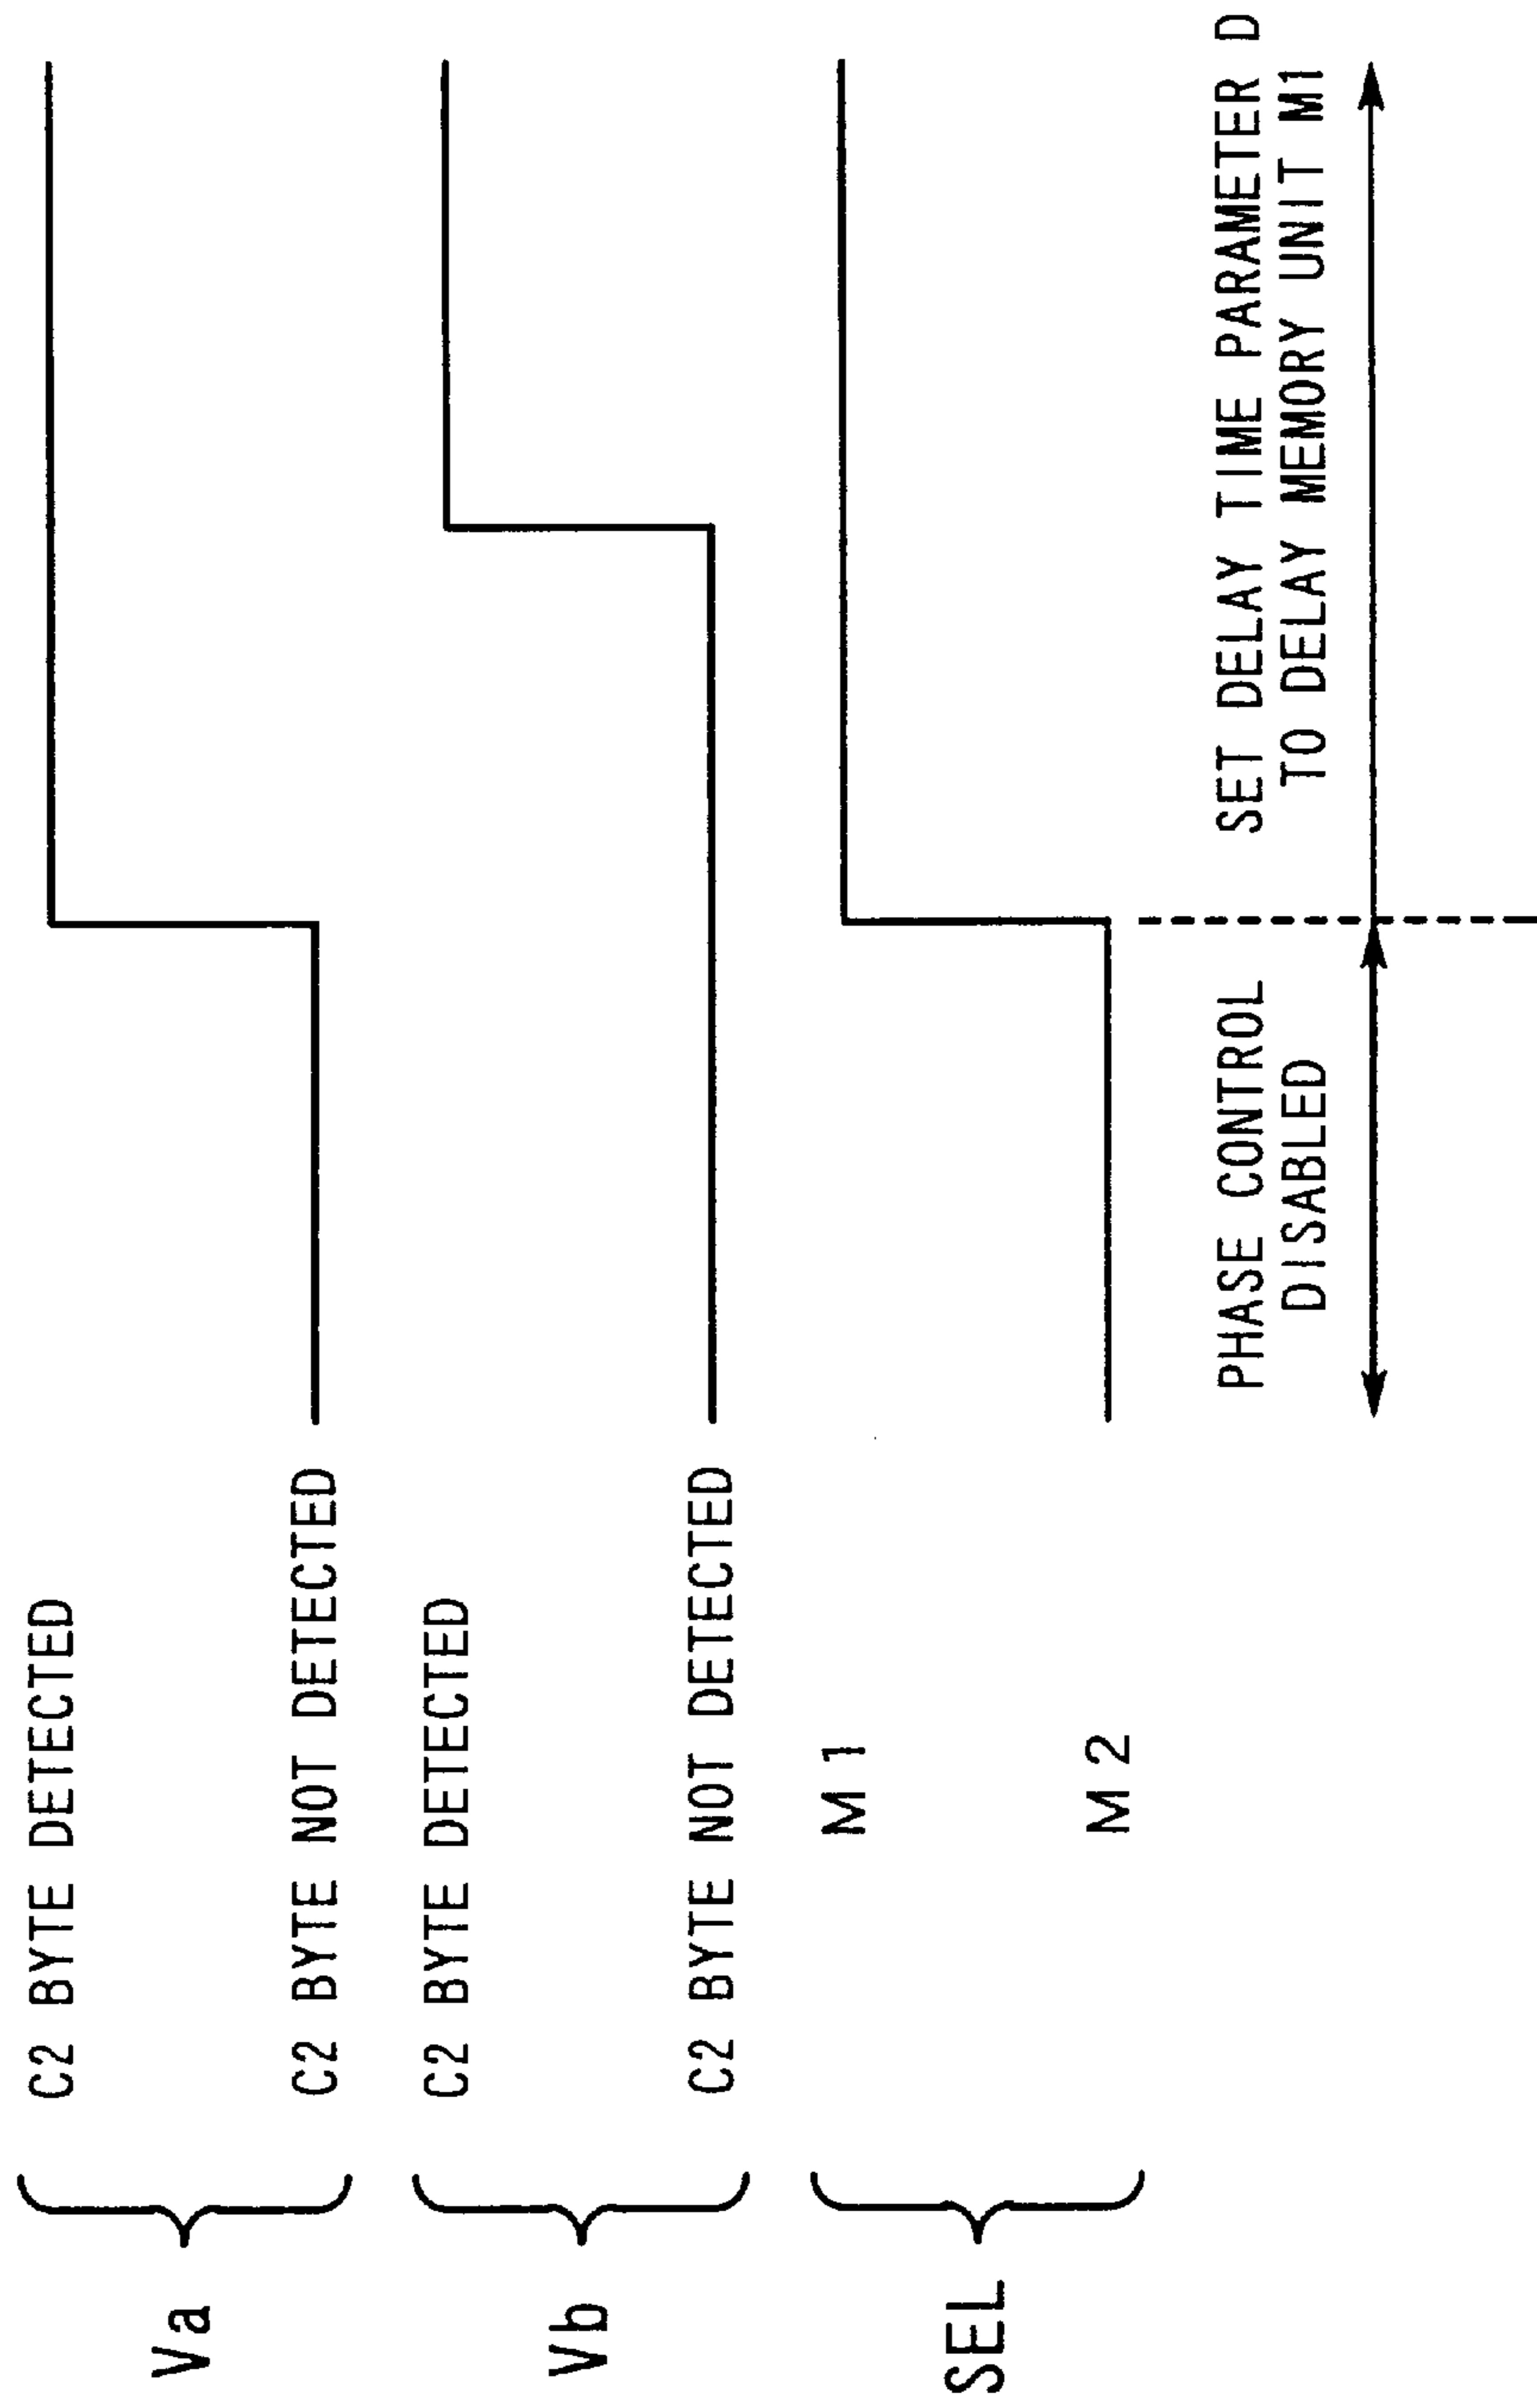 Va
C2 BYTE DETECTED
C2 BYTE NOT DETECTED
Vb
C2 BYTE DETECTED
C2 BYTE NOT DETECTED
SEL
M1
M2
PHASE CONTROL
DISABLED
SET DELAY TIME PARAMETER D
TO DELAY MEMORY UNIT M1